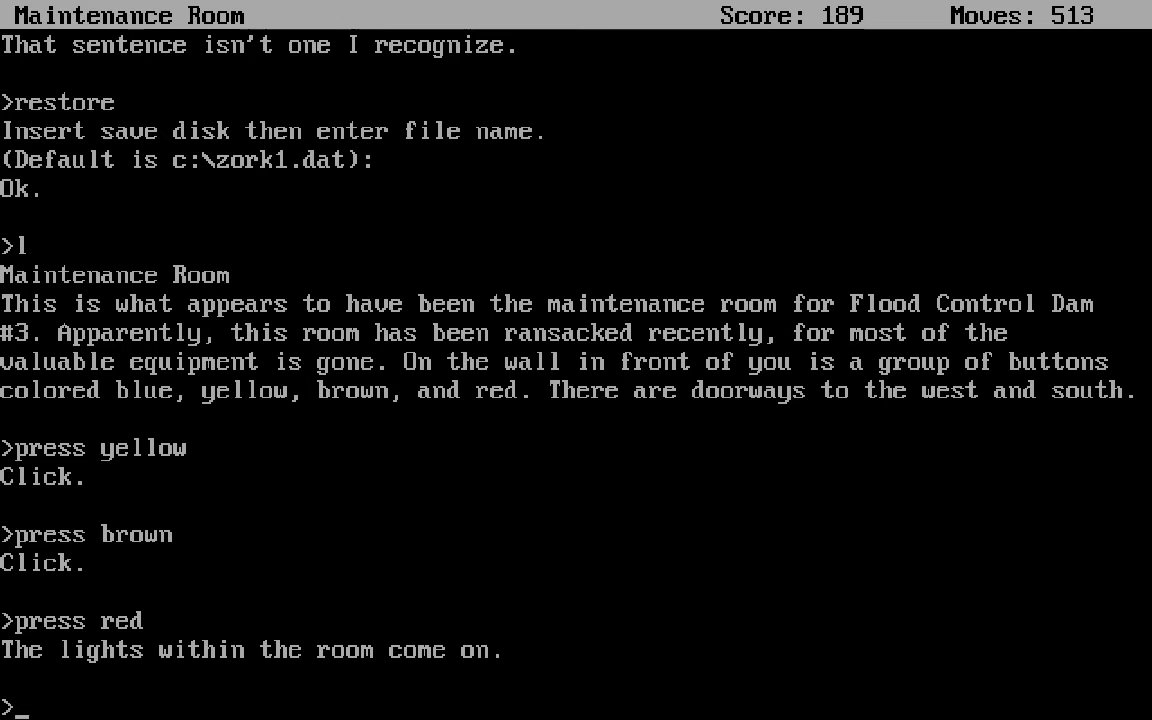 Maintenance Room Score: 189 Moves: 513
That sentence isn't one I recognize.
>restore
Insert save disk then enter file name.
(Default is c:\zork1.dat):
Ok.
>l
Maintenance Room
This is what appears to have been the maintenance room for Flood Control Dam
#3. Apparently, this room has been ransacked recently, for most of the
valuable equipment is gone. On the wall in front of you is a group of buttons
colored blue, yellow, brown, and red. There are doorways to the west and south.
>press yellow
Click.
>press brown
Click.
>press red
The lights within the room come on.
>_